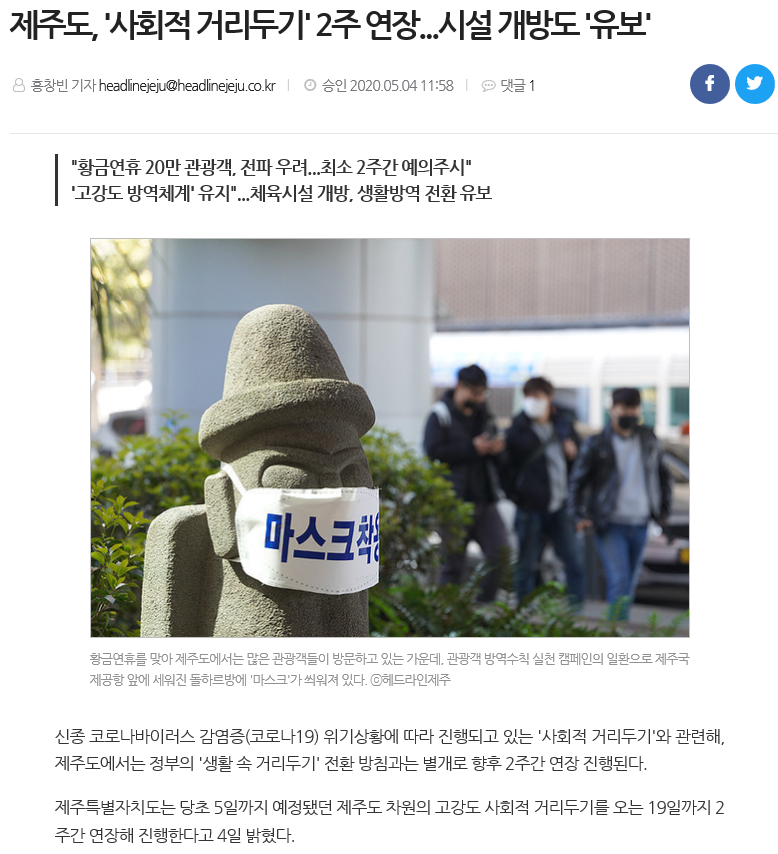 제주도, '사회적 거리두기' 2주 연장...시설 개방도 '유보'
홍창빈 기자 headlinejeju@headlinejeju.co.kr 승인 2020.05.04 11:58 댓글 1
"황금연휴 20만 관광객, 전파 우려...최소 2주간 예의주시"
'고강도 방역체계' 유지"...체육시설 개방, 생활방역 전환 유보
마스크착용
황금연휴를 맞아 제주도에서는 많은 관광객들이 방문하고 있는 가운데, 관광객 방역수칙 실천 캠페인의 일환으로 제주국
제공항 앞에 세워진 돌하르방에 '마스크'가 씌워져 있다. ⓒ헤드라인제주
신종 코로나바이러스 감염증(코로나19) 위기상황에 따라 진행되고 있는 '사회적 거리두기'와 관련해,
제주도에서는 정부의 '생활 속 거리두기' 전환 방침과는 별개로 향후 2주간 연장 진행된다.
제주특별자치도는 당초 5일까지 예정됐던 제주도 차원의 고강도 사회적 거리두기를 오는 19일까지 2
주간 연장해 진행한다고 4일 밝혔다.